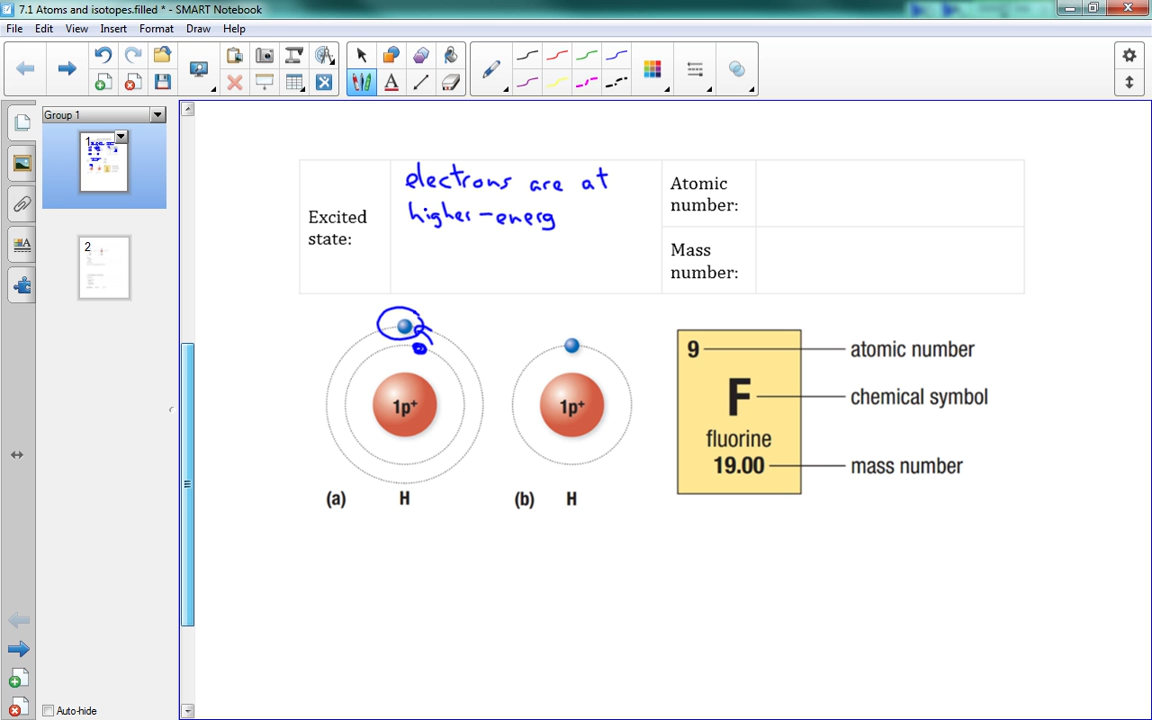 7.1 Atoms and isotopes.filled * - SMART Notebook
File Edit View Insert Format Draw Help
Group 1
1
2
Auto-hide
Excited
state:
electrons are at
higher-energ
Atomic
number:
Mass
number:
1p+
(a) H
1p+
(b) H
9
F
fluorine
19.00
atomic number
chemical symbol
mass number